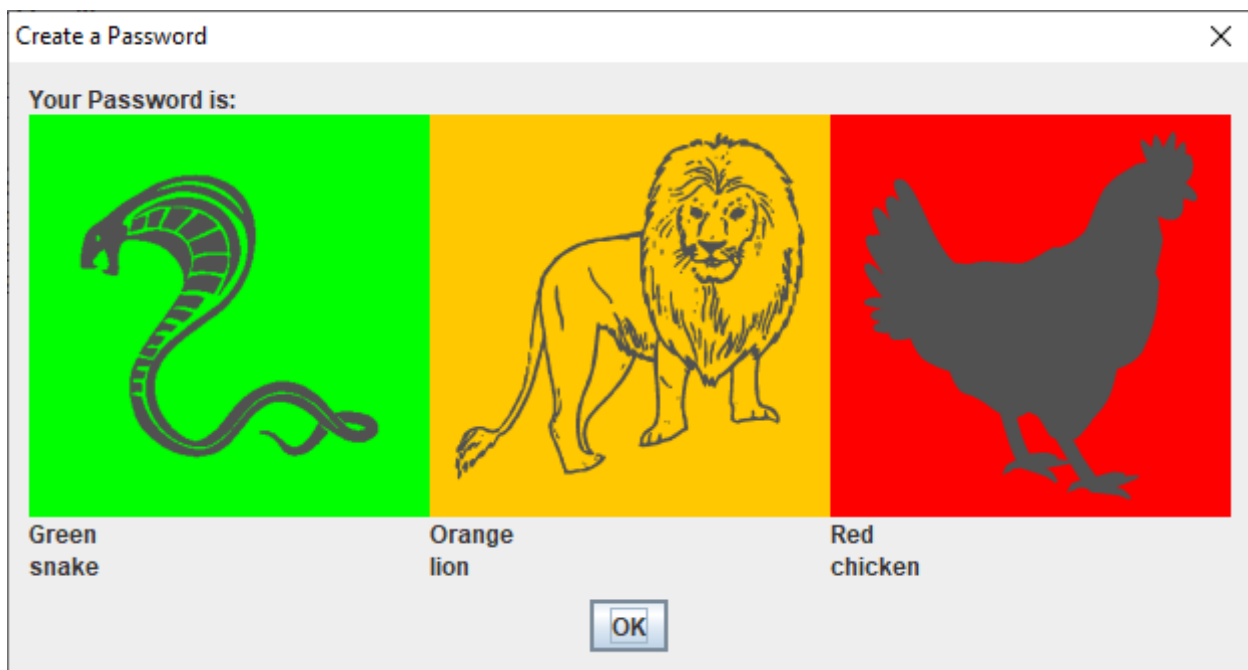 Create a Password
Your Password is:
Green
snake
Orange
lion
Red
chicken
OK